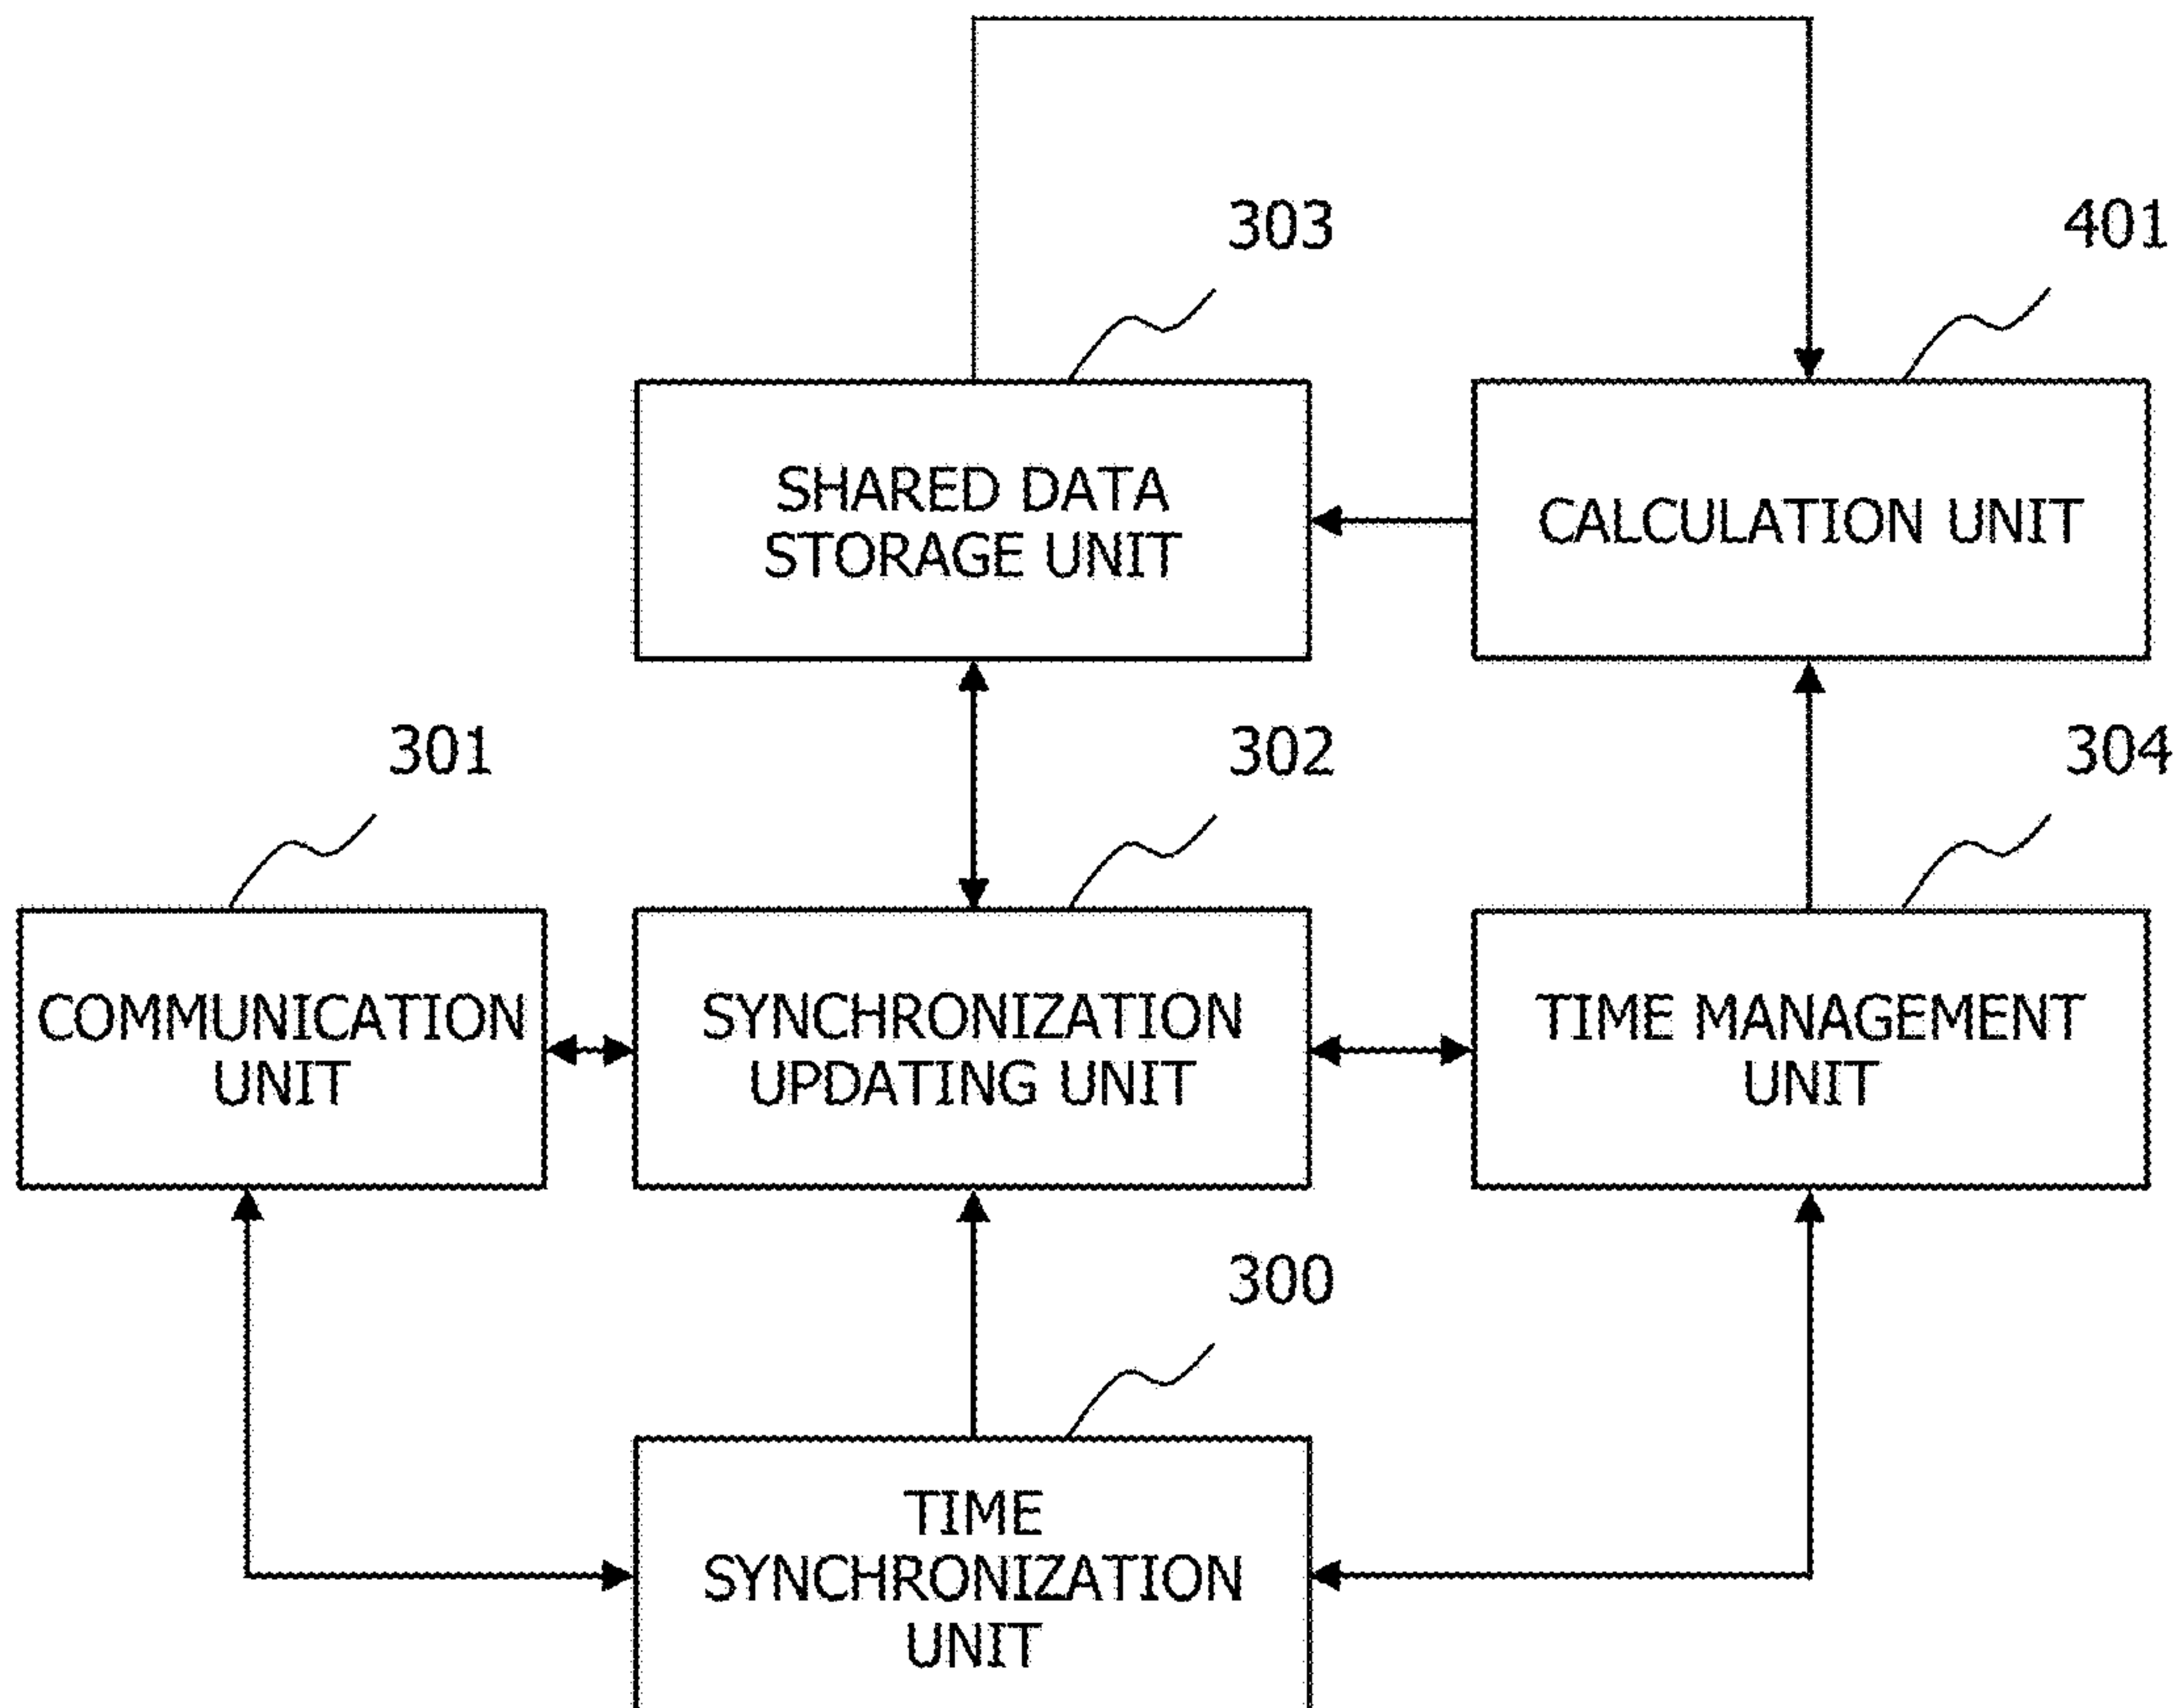 303
401
SHARED DATA
STORAGE UNIT
CALCULATION UNIT
301
302
304
COMMUNICATION
UNIT
SYNCHRONIZATION
UPDATING UNIT
TIME MANAGEMENT
UNIT
300
TIME
SYNCHRONIZATION
UNIT